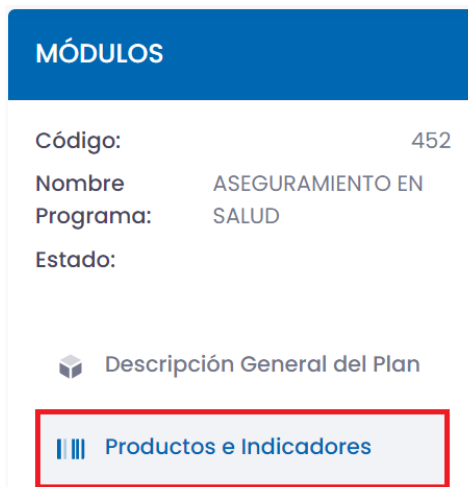 MÓDULOS
Código: 452
Nombre Programa: ASEGURAMIENTO EN SALUD
Estado:
Descripción General del Plan
Productos e Indicadores